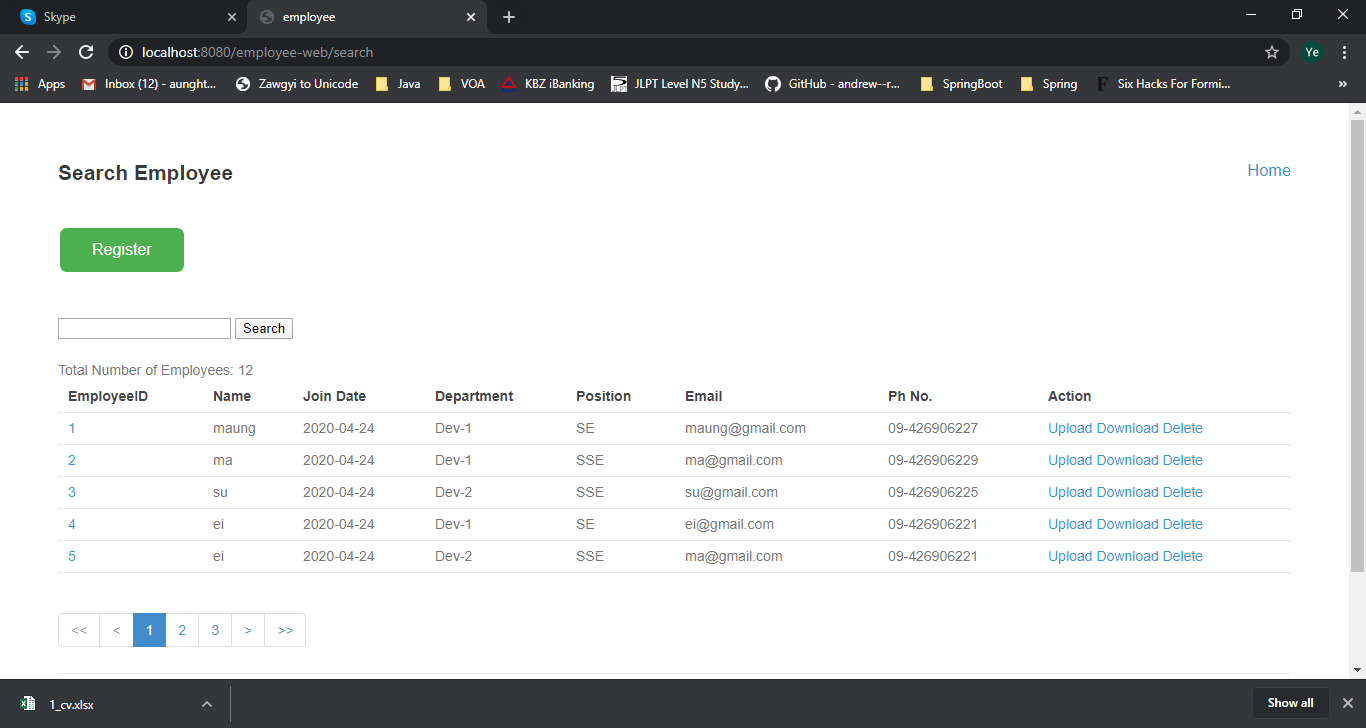 Skype
employee
localhost:8080/employee-web/search
Ye
Apps Inbox (12) - aunght... Zawgyi to Unicode Java VOA KBZ iBanking JLPT Level N5 Study... GitHub - andrew--r... SpringBoot Spring Six Hacks For Formi... »
Search Employee
Home
Register
Search
Total Number of Employees: 12
EmployeeID Name Join Date Department Position Email Ph No. Action
1 maung 2020-04-24 Dev-1 SE maung@gmail.com 09-426906227 Upload Download Delete
2 ma 2020-04-24 Dev-1 SSE ma@gmail.com 09-426906229 Upload Download Delete
3 su 2020-04-24 Dev-2 SSE su@gmail.com 09-426906225 Upload Download Delete
4 ei 2020-04-24 Dev-1 SE ei@gmail.com 09-426906221 Upload Download Delete
5 ei 2020-04-24 Dev-2 SSE ma@gmail.com 09-426906221 Upload Download Delete
<< < 1 2 3 > >>
1_cv.xlsx
Show all